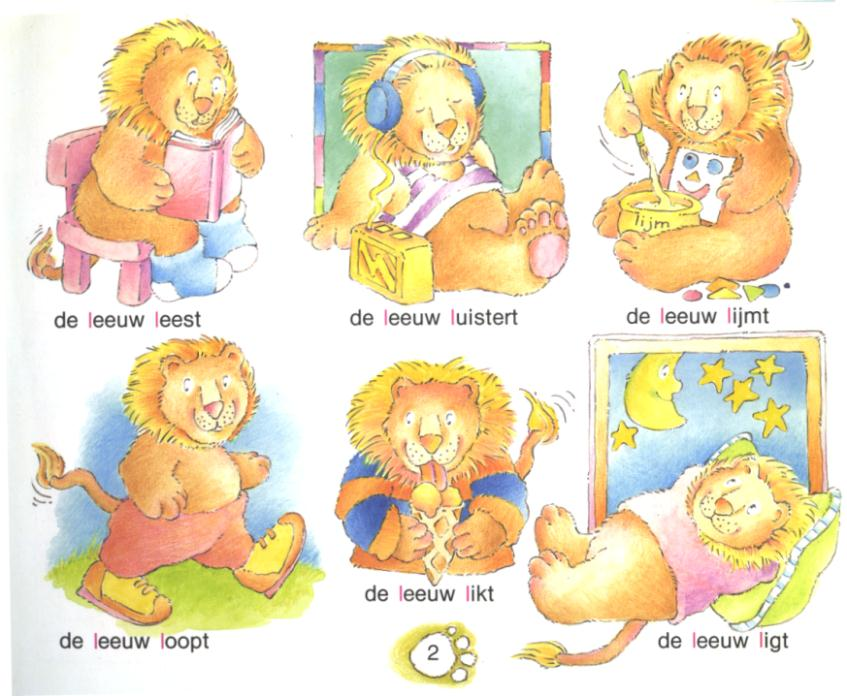 de leeuw leest
de leeuw luistert
lijm
de leeuw lijmt
de leeuw loopt
de leeuw likt
de leeuw ligt
2